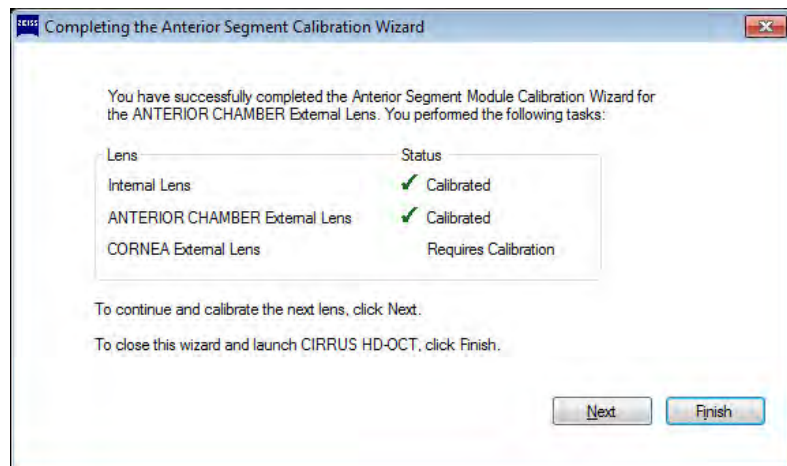 ZEISS Completing the Anterior Segment Calibration Wizard
You have successfully completed the Anterior Segment Module Calibration Wizard for
the ANTERIOR CHAMBER External Lens. You performed the following tasks:
Lens Status
Internal Lens ✓ Calibrated
ANTERIOR CHAMBER External Lens ✓ Calibrated
CORNEA External Lens Requires Calibration
To continue and calibrate the next lens, click Next.
To close this wizard and launch CIRRUS HD-OCT, click Finish.
Next Finish